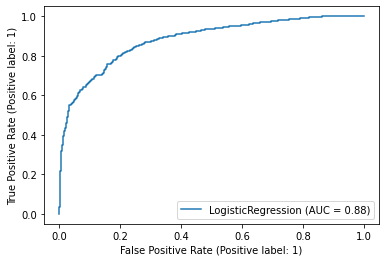 1.0
0.8
0.6
0.4
0.2
0.0
True Positive Rate (Positive label: 1)
LogisticRegression (AUC = 0.88)
0.0 0.2 0.4 0.6 0.8 1.0
False Positive Rate (Positive label: 1)